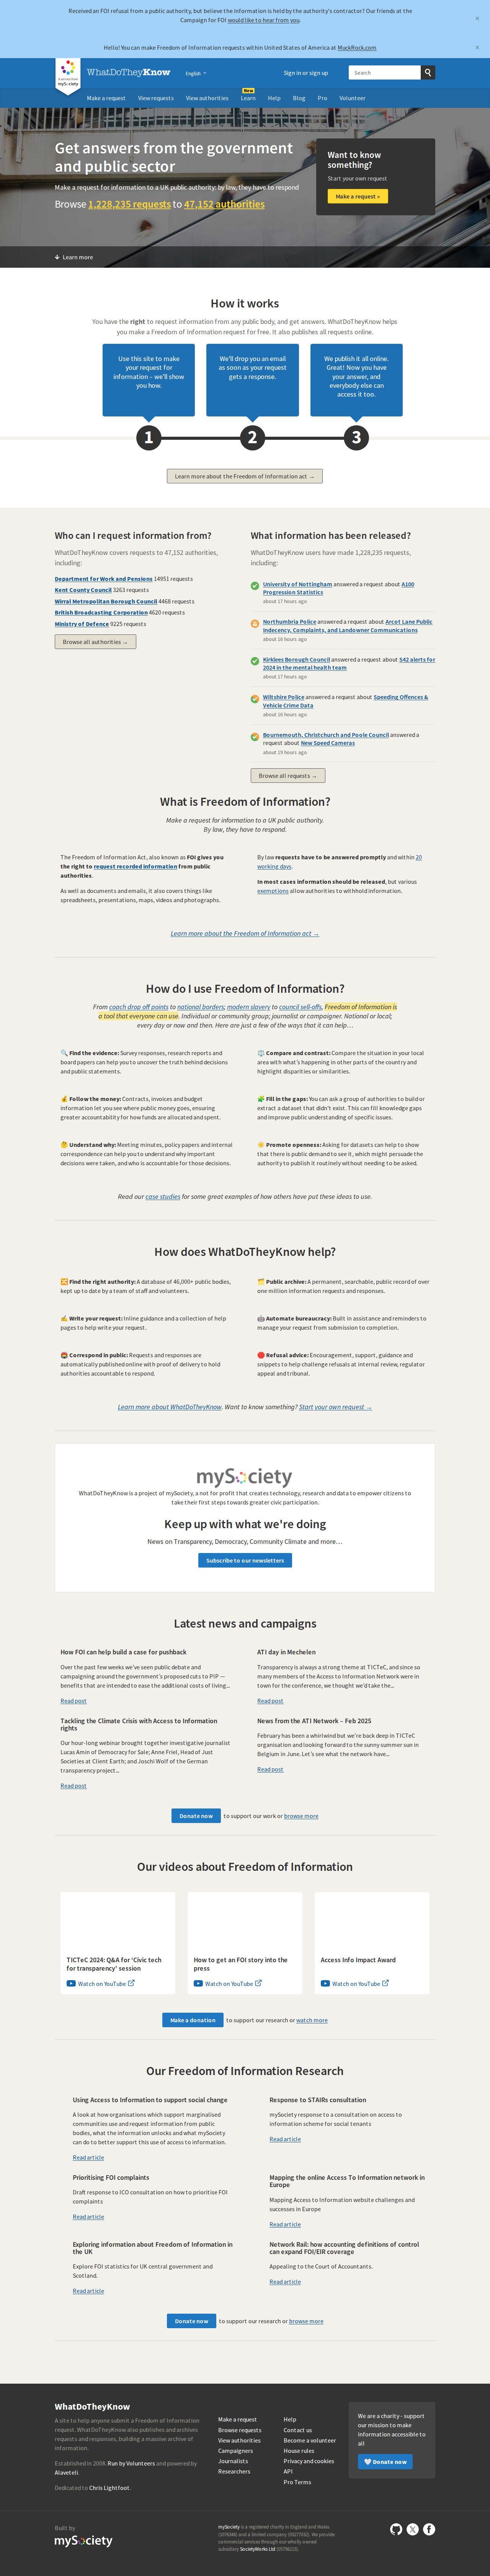 Received an FOI refusal from a public authority, but believe the information is held by the authority's contractor? Our friends at the
Campaign for FOI would like to hear from you.
Hello! You can make Freedom of Information requests within United States of America at MuckRock.com
WhatDoTheyKnow
English
Sign in or sign up
Search
Make a request
View requests
View authorities
New
Learn
Help
Blog
Pro
Volunteer
Get answers from the government
and public sector
Make a request for information to a UK public authority: by law, they have to respond
Browse 1,228,235 requests to 47,152 authorities
Want to know
something?
Start your own request
Make a request »
Learn more
How it works
You have the right to request information from any public body, and get answers. WhatDoTheyKnow helps
you make a Freedom of Information request for free. It also publishes all requests online.
Use this site to make
your request for
information – we'll show
you how.
We'll drop you an email
as soon as your request
gets a response.
We publish it all online.
Great! Now you have
your answer, and
everybody else can
access it too.
1
2
3
Learn more about the Freedom of Information act →
Who can I request information from?
WhatDoTheyKnow covers requests to 47,152 authorities,
including:
Department for Work and Pensions 14951 requests
Kent County Council 3263 requests
Wirral Metropolitan Borough Council 4468 requests
British Broadcasting Corporation 4620 requests
Ministry of Defence 9225 requests
Browse all authorities →
What information has been released?
WhatDoTheyKnow users have made 1,228,235 requests,
including:
University of Nottingham answered a request about A100
Progression Statistics
about 17 hours ago
Northumbria Police answered a request about Arcot Lane Public
Indecency, Complaints, and Landowner Communications
about 16 hours ago
Kirklees Borough Council answered a request about S42 alerts for
2024 in the mental health team
about 17 hours ago
Wiltshire Police answered a request about Speeding Offences &
Vehicle Crime Data
about 16 hours ago
Bournemouth, Christchurch and Poole Council answered a
request about New Speed Cameras
about 19 hours ago
Browse all requests →
What is Freedom of Information?
Make a request for information to a UK public authority.
By law, they have to respond.
The Freedom of Information Act, also known as FOI gives you
the right to request recorded information from public
authorities.
As well as documents and emails, it also covers things like
spreadsheets, presentations, maps, videos and photographs.
By law requests have to be answered promptly and within 20
working days.
In most cases information should be released, but various
exemptions allow authorities to withhold information.
Learn more about the Freedom of Information act →
How do I use Freedom of Information?
From coach drop off points to national borders; modern slavery to council sell-offs, Freedom of Information is
a tool that everyone can use. Individual or community group; journalist or campaigner. National or local;
every day or now and then. Here are just a few of the ways that it can help…
🔍 Find the evidence: Survey responses, research reports and
board papers can help you to uncover the truth behind decisions
and public statements.
⚖️ Compare and contrast: Compare the situation in your local
area with what's happening in other parts of the country and
highlight disparities or similarities.
💰 Follow the money: Contracts, invoices and budget
information let you see where public money goes, ensuring
greater accountability for how funds are allocated and spent.
🧩 Fill in the gaps: You can ask a group of authorities to build or
extract a dataset that didn't exist. This can fill knowledge gaps
and improve public understanding of specific issues.
🤔 Understand why: Meeting minutes, policy papers and internal
correspondence can help you to understand why important
decisions were taken, and who is accountable for those decisions.
☀️ Promote openness: Asking for datasets can help to show
that there is public demand and to see it, which might persuade the
authority to publish it routinely without needing to be asked.
Read our case studies for some great examples of how others have put these ideas to use.
How does WhatDoTheyKnow help?
🔀 Find the right authority: A database of 46,000+ public bodies,
kept up to date by a team of staff and volunteers.
🗂️ Public archive: A permanent, searchable, public record of over
one million information requests and responses.
✍️ Write your request: Inline guidance and a collection of help
pages to help write your request.
🤖 Automate bureaucracy: Built in assistance and reminders to
manage your request from submission to completion.
📮 Correspond in public: Requests and responses are
automatically published online with proof of delivery to hold
authorities accountable to respond.
🛑 Refusal advice: Encouragement, support, guidance and
snippets to help challenge refusals at internal review, regulator
appeal and tribunal.
Learn more about WhatDoTheyKnow. Want to know something? Start your own request →
mySociety
WhatDoTheyKnow is a project of mySociety, a not for profit that creates technology, research and data to empower citizens to
take their first steps towards greater civic participation.
Keep up with what we're doing
News on Transparency, Democracy, Community Climate and more…
Subscribe to our newsletters
Latest news and campaigns
How FOI can help build a case for pushback
Over the past few weeks we've seen public debate and
campaigning around the government's proposed cuts to PIP —
benefits that are intended to ease the additional costs of living...
Read post
ATI day in Mechelen
Transparency is always a strong theme at TICTeC, and since so
many members of the Access to Information Network were in
town for the conference, we thought we'd take the...
Read post
Tackling the Climate Crisis with Access to Information
rights
Our hour-long webinar brought together investigative journalist
Lucas Amin of Democracy for Sale; Anne Friel, Head of Just
Societies at Client Earth; and Joschi Wolf of the German
transparency project...
Read post
News from the ATI Network – Feb 2025
February has been a whirlwind but we're back deep in TICTeC
organisation and looking forward to the sunny summer sun in
Belgium in June. Let's see what the network have...
Read post
Donate now to support our work or browse more
Our videos about Freedom of Information
TICTeC 2024: Q&A for 'Civic tech
for transparency' session
Watch on YouTube
How to get an FOI story into the
press
Watch on YouTube
Access Info Impact Award
Watch on YouTube
Make a donation to support our research or watch more
Our Freedom of Information Research
Using Access to Information to support social change
A look at how organisations which support marginalised
communities use and request information from public
bodies, what the information unlocks and what mySociety
can do to better support this use of access to information.
Read article
Response to STAIRs consultation
mySociety response to a consultation on access to
information scheme for social tenants
Read article
Prioritising FOI complaints
Draft response to ICO consultation on how to prioritise FOI
complaints
Read article
Mapping the online Access To Information network in
Europe
Mapping Access to Information website challenges and
successes in Europe
Read article
Exploring information about Freedom of Information in
the UK
Explore FOI statistics for UK central government and
Scotland.
Read article
Network Rail: how accounting definitions of control
can expand FOI/EIR coverage
Appealing to the Court of Accountants.
Read article
Donate now to support our research or browse more
WhatDoTheyKnow
A site to help anyone submit a Freedom of Information
request. WhatDoTheyKnow also publishes and archives
requests and responses, building a massive archive of
information.
Established in 2008. Run by Volunteers and powered by
Alaveteli.
Dedicated to Chris Lightfoot.
Make a request
Browse requests
View authorities
Campaigners
Journalists
Researchers
Help
Contact us
Become a volunteer
House rules
Privacy and cookies
API
Pro Terms
We are a charity - support
our mission to make
information accessible to
all
🤍 Donate now
Built by
mySociety
mySociety is a registered charity in England and Wales
(1076346) and a limited company (03277032). We provide
commercial services through our wholly owned
subsidiary SocietyWorks Ltd (05798215).